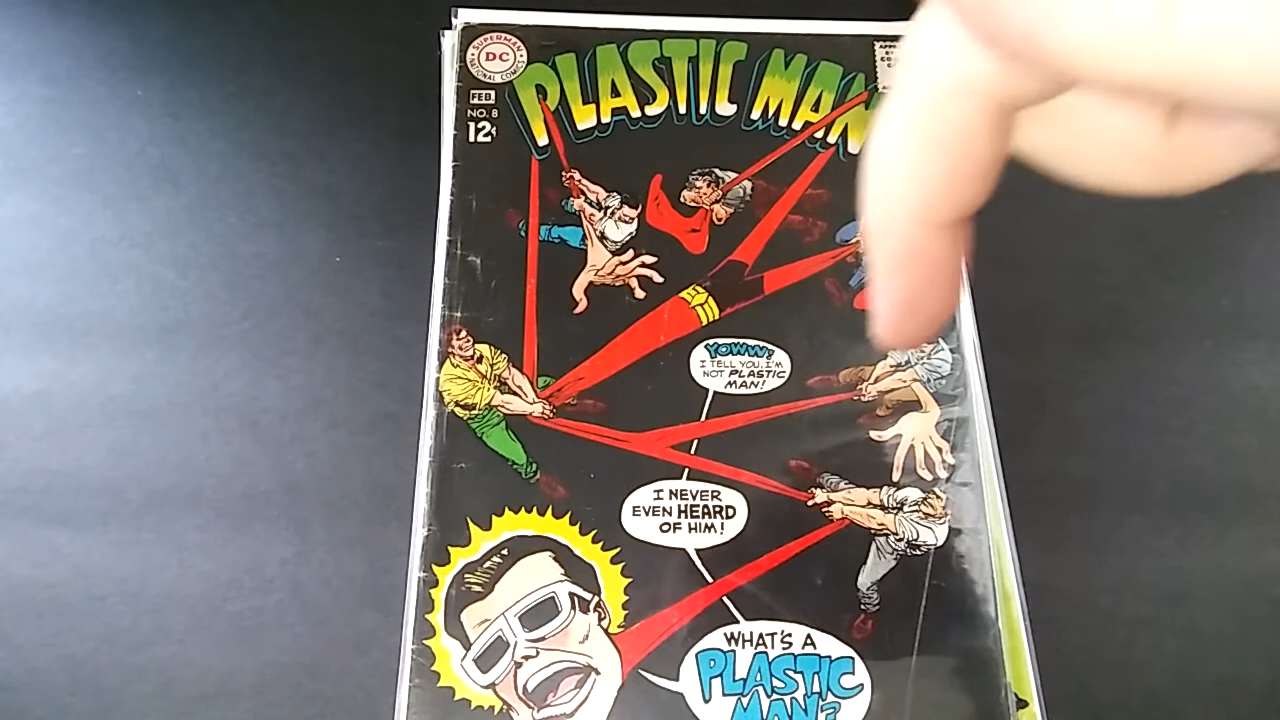 SUPERMAN
DC
NATIONAL COMICS
PLASTIC MAN
FEB.
NO. 8
12¢
YOWW!
I TELL YOU, I'M
NOT PLASTIC
MAN!
I NEVER
EVEN HEARD
OF HIM!
WHAT'S A
PLASTIC
MAN?